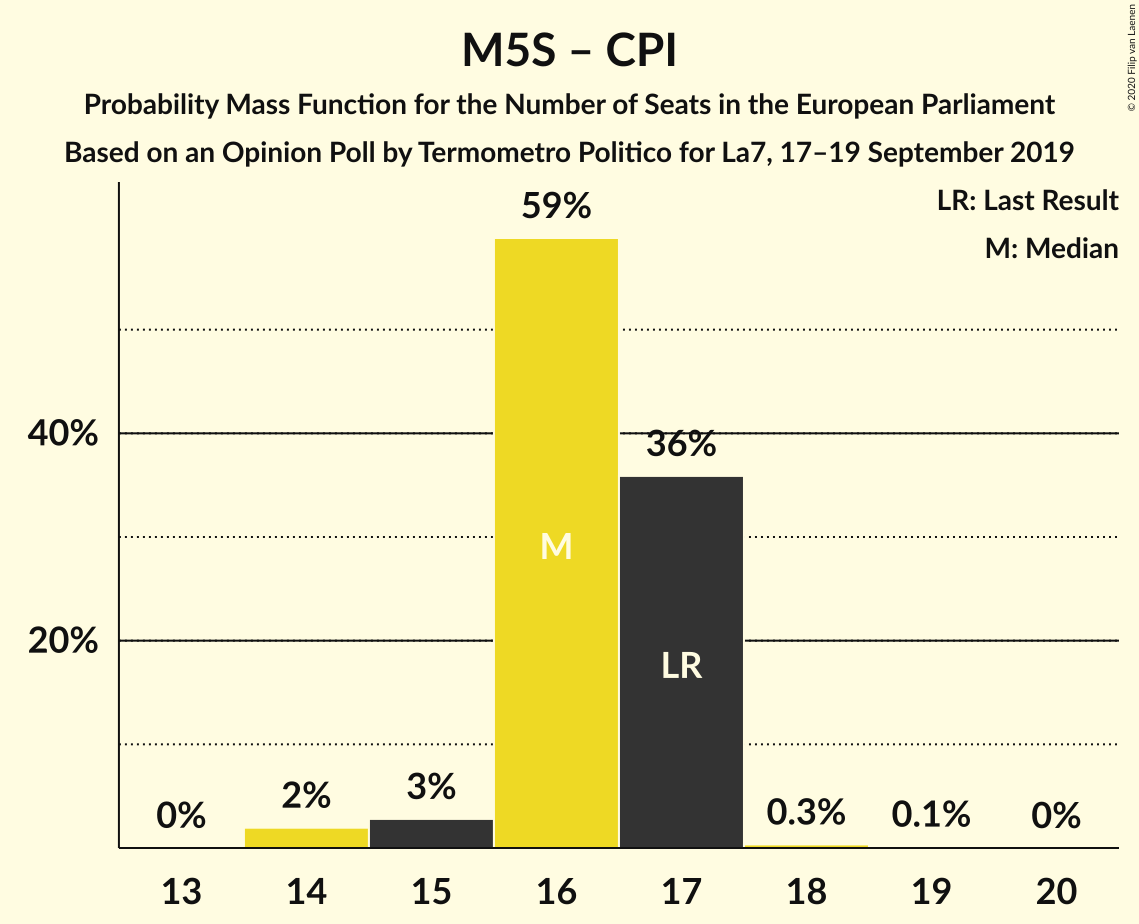 M5S – CPI
Probability Mass Function for the Number of Seats in the European Parliament
Based on an Opinion Poll by Termometro Politico for La7, 17–19 September 2019
© 2020 Filip van Laenen
LR: Last Result
M: Median
59%
40%
36%
M
20%
LR
0%
2%
3%
0.3%
0.1%
0%
13
14
15
16
17
18
19
20